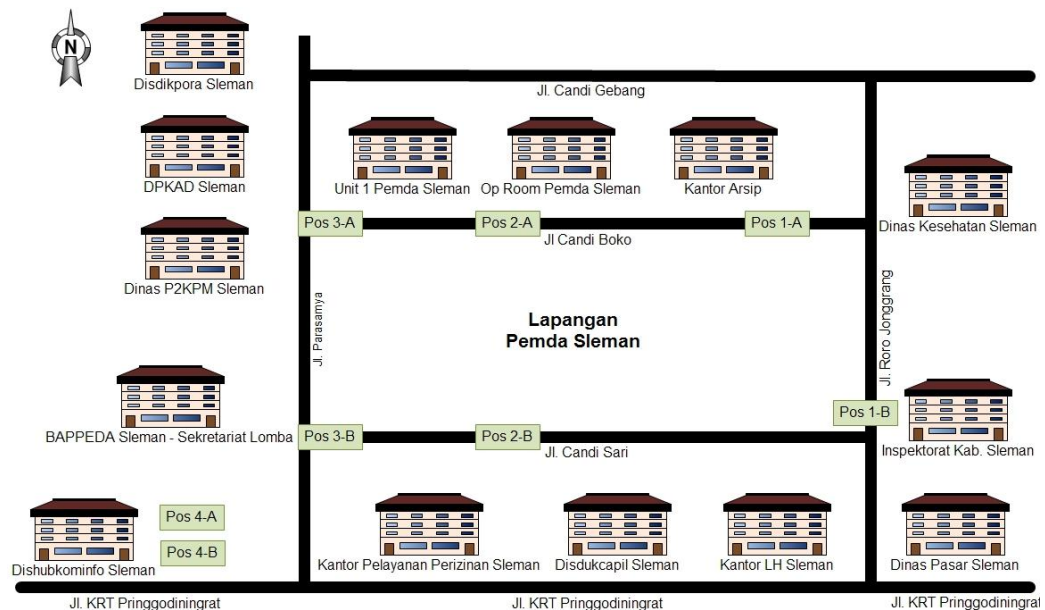 N
Disdikpora Sleman
Jl. Candi Gebang
DPKAD Sleman
Unit 1 Pemda Sleman
Op Room Pemda Sleman
Kantor Arsip
Dinas Kesehatan Sleman
Pos 3-A
Pos 2-A
Pos 1-A
Jl Candi Boko
Dinas P2KPM Sleman
Jl. Parasamya
Lapangan
Pemda Sleman
Jl. Roro Jonggrang
BAPPEDA Sleman - Sekretariat Lomba
Pos 3-B
Pos 2-B
Pos 1-B
Jl. Candi Sari
Inspektorat Kab. Sleman
Pos 4-A
Pos 4-B
Dishubkominfo Sleman
Kantor Pelayanan Perizinan Sleman
Disdukcapil Sleman
Kantor LH Sleman
Dinas Pasar Sleman
Jl. KRT Pringgodiningrat
Jl. KRT Pringgodiningrat
Jl. KRT Pringgodiningrat